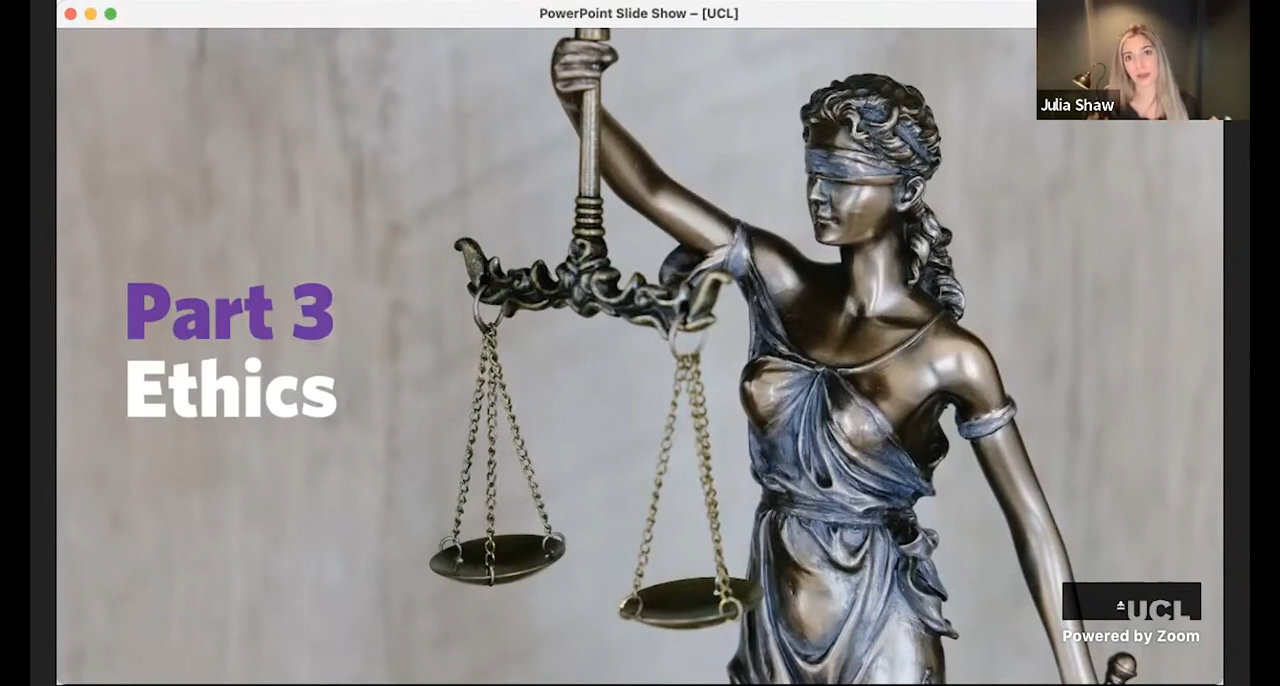 PowerPoint Slide Show – [UCL]
Julia Shaw
Part 3
Ethics
UCL
Powered by Zoom